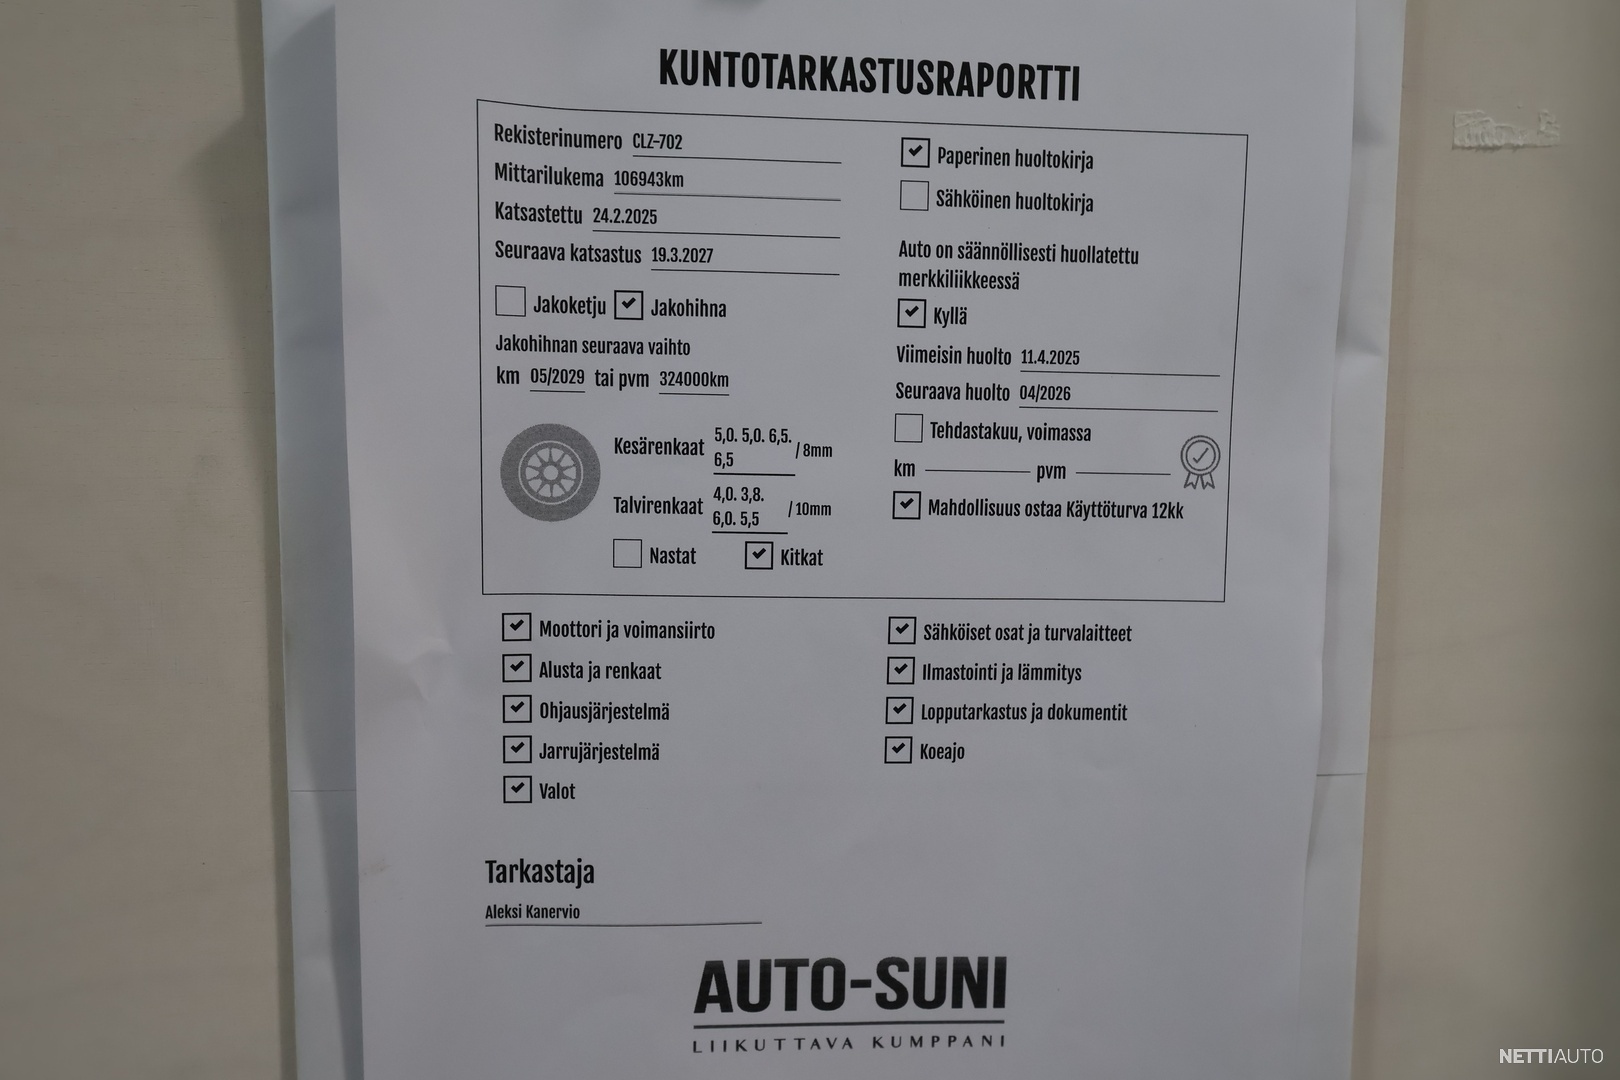 KUNTOTARKASTUSRAPORTTI
Rekisterinumero CLZ-702
Mittarilukema 106943km
Katsastettu 24.2.2025
Seuraava katsastus 19.3.2027
Jakoketju Jakohihna
Jakohihnan seuraava vaihto
km 05/2029 tai pvm 324000km
Kesärenkaat 5,0. 5,0. 6,5.
6,5 / 8mm
Talvirenkaat 4,0. 3,8.
6,0. 5,5 / 10mm
Nastat Kitkat
Paperinen huoltokirja
Sähköinen huoltokirja
Auto on säännöllisesti huollatettu
merkkiliikkeessä
Kyllä
Viimeisin huolto 11.4.2025
Seuraava huolto 04/2026
Tehdastakuu, voimassa
km pvm
Mahdollisuus ostaa Käyttöturva 12kk
Moottori ja voimansiirto
Alusta ja renkaat
Ohjausjärjestelmä
Jarrujärjestelmä
Valot
Sähköiset osat ja turvalaitteet
Ilmastointi ja lämmitys
Lopputarkastus ja dokumentit
Koeajo
Tarkastaja
Aleksi Kanervio
AUTO-SUNI
LIIKUTTAVA KUMPPANI
NETTIAUTO